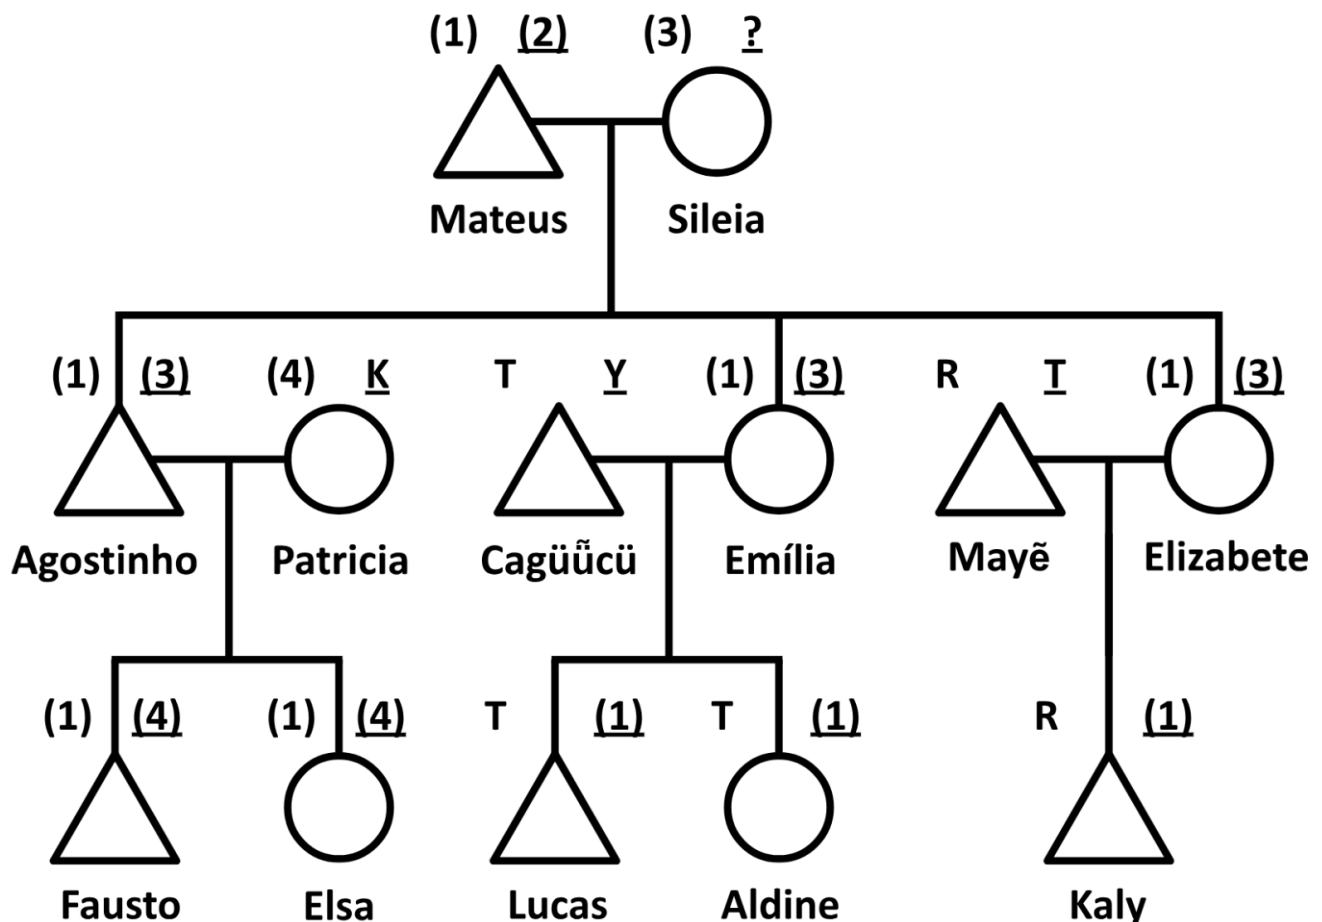 (1) (2) (3) ?
Mateus Sileia
(1) (3) (4) K T Y (1) (3) R T (1) (3)
Agostinho Patricia Cagüü̃cü Emília Mayẽ Elizabete
(1) (4) (1) (4) T (1) T (1) R (1)
Fausto Elsa Lucas Aldine Kaly